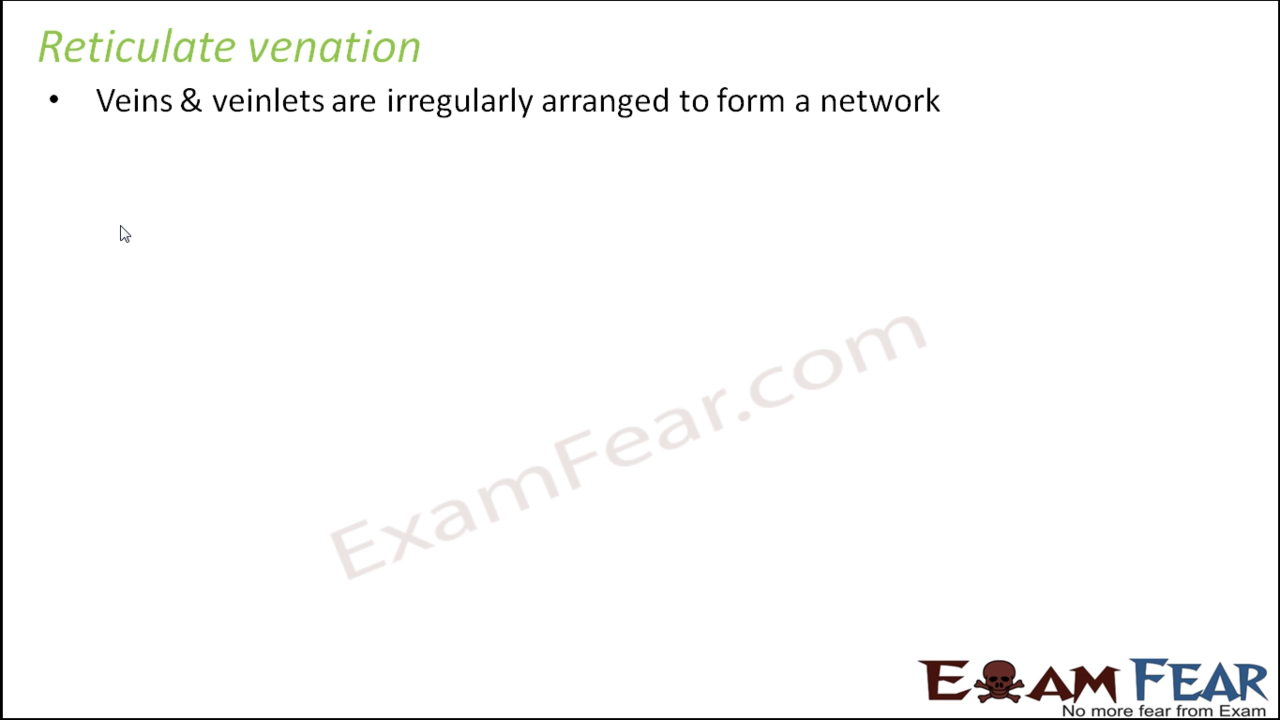 Reticulate venation
• Veins & veinlets are irregularly arranged to form a network
ExamFear.com
EXAM FEAR
No more fear from Exam